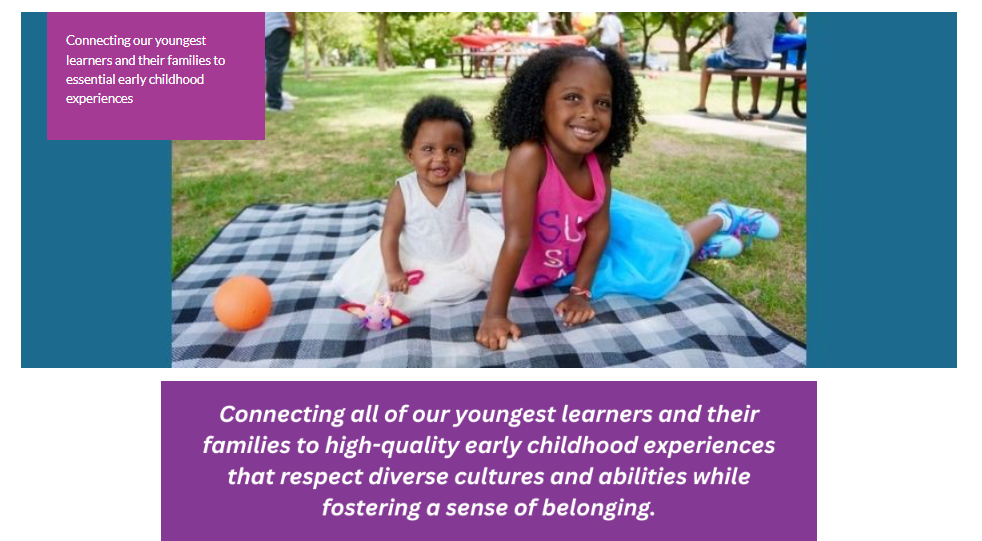 Connecting our youngest
learners and their families to
essential early childhood
experiences
SU
S
Connecting all of our youngest learners and their
families to high-quality early childhood experiences
that respect diverse cultures and abilities while
fostering a sense of belonging.